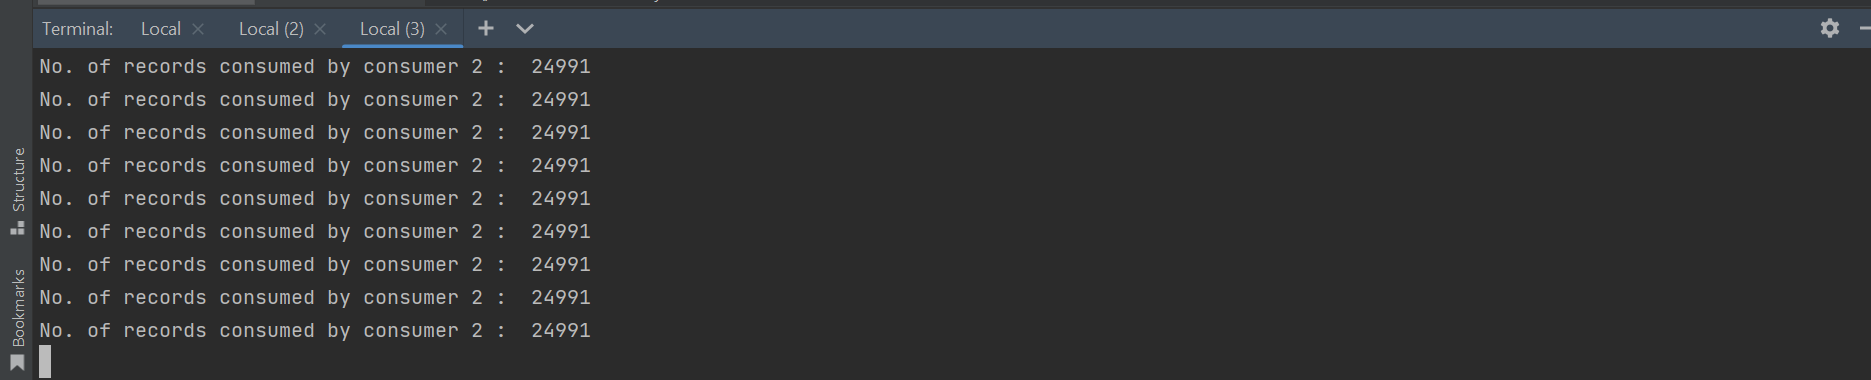 Terminal: Local Local (2) Local (3)
No. of records consumed by consumer 2 :  24991
No. of records consumed by consumer 2 :  24991
No. of records consumed by consumer 2 :  24991
No. of records consumed by consumer 2 :  24991
No. of records consumed by consumer 2 :  24991
No. of records consumed by consumer 2 :  24991
No. of records consumed by consumer 2 :  24991
No. of records consumed by consumer 2 :  24991
No. of records consumed by consumer 2 :  24991
Structure
Bookmarks